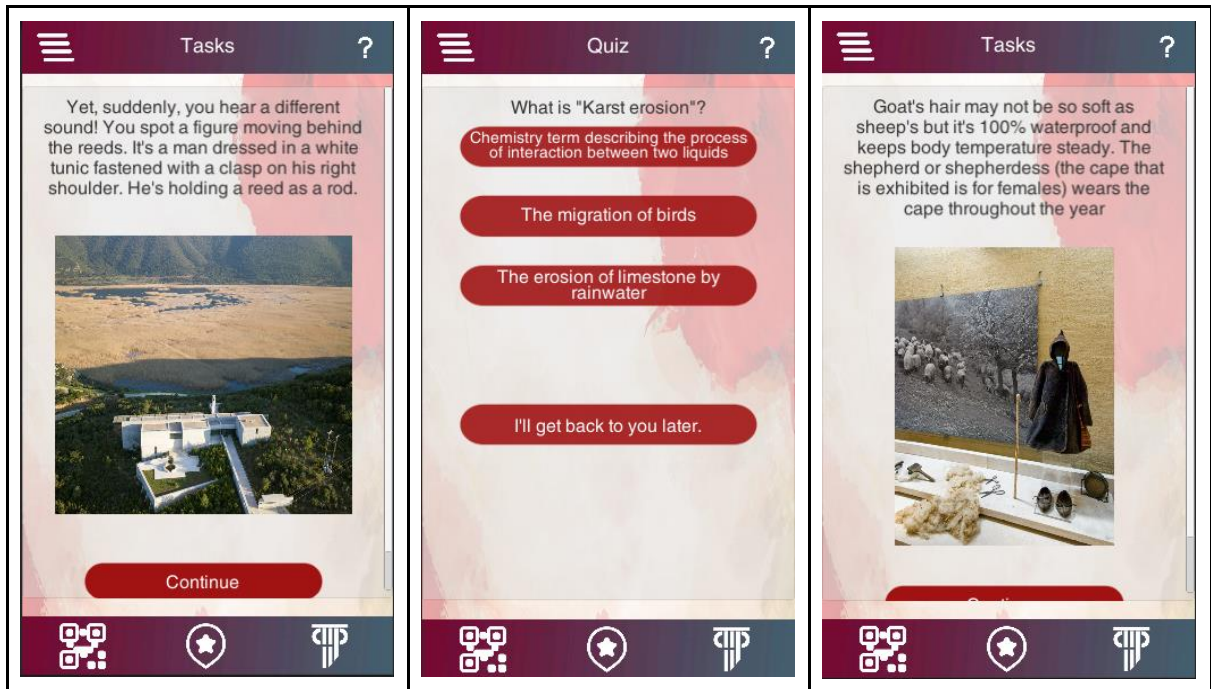 Tasks
?
Yet, suddenly, you hear a different
sound! You spot a figure moving behind
the reeds. It's a man dressed in a white
tunic fastened with a clasp on his right
shoulder. He's holding a reed as a rod.
Continue
Quiz
?
What is "Karst erosion"?
Chemistry term describing the process
of interaction between two liquids
The migration of birds
The erosion of limestone by
rainwater
I'll get back to you later.
Tasks
?
Goat's hair may not be so soft as
sheep's but it's 100% waterproof and
keeps body temperature steady. The
shepherd or shepherdess (the cape that
is exhibited is for females) wears the
cape throughout the year